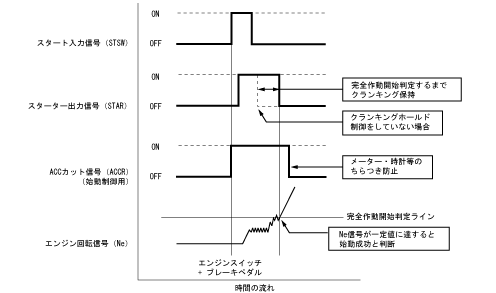 ON
スタート入力信号 (STSW)
OFF
ON
完全作動開始判定するまで
クランキング保持
スターター出力信号 (STAR)
OFF
クランキングホールド
制御をしていない場合
ON
メーター・時計等の
ちらつき防止
ACCカット信号 (ACCR)
(始動制御用)
OFF
完全作動開始判定ライン
Ne信号が一定値に達すると
始動成功と判断
エンジン回転信号 (Ne)
エンジンスイッチ
+ ブレーキペダル
時間の流れ